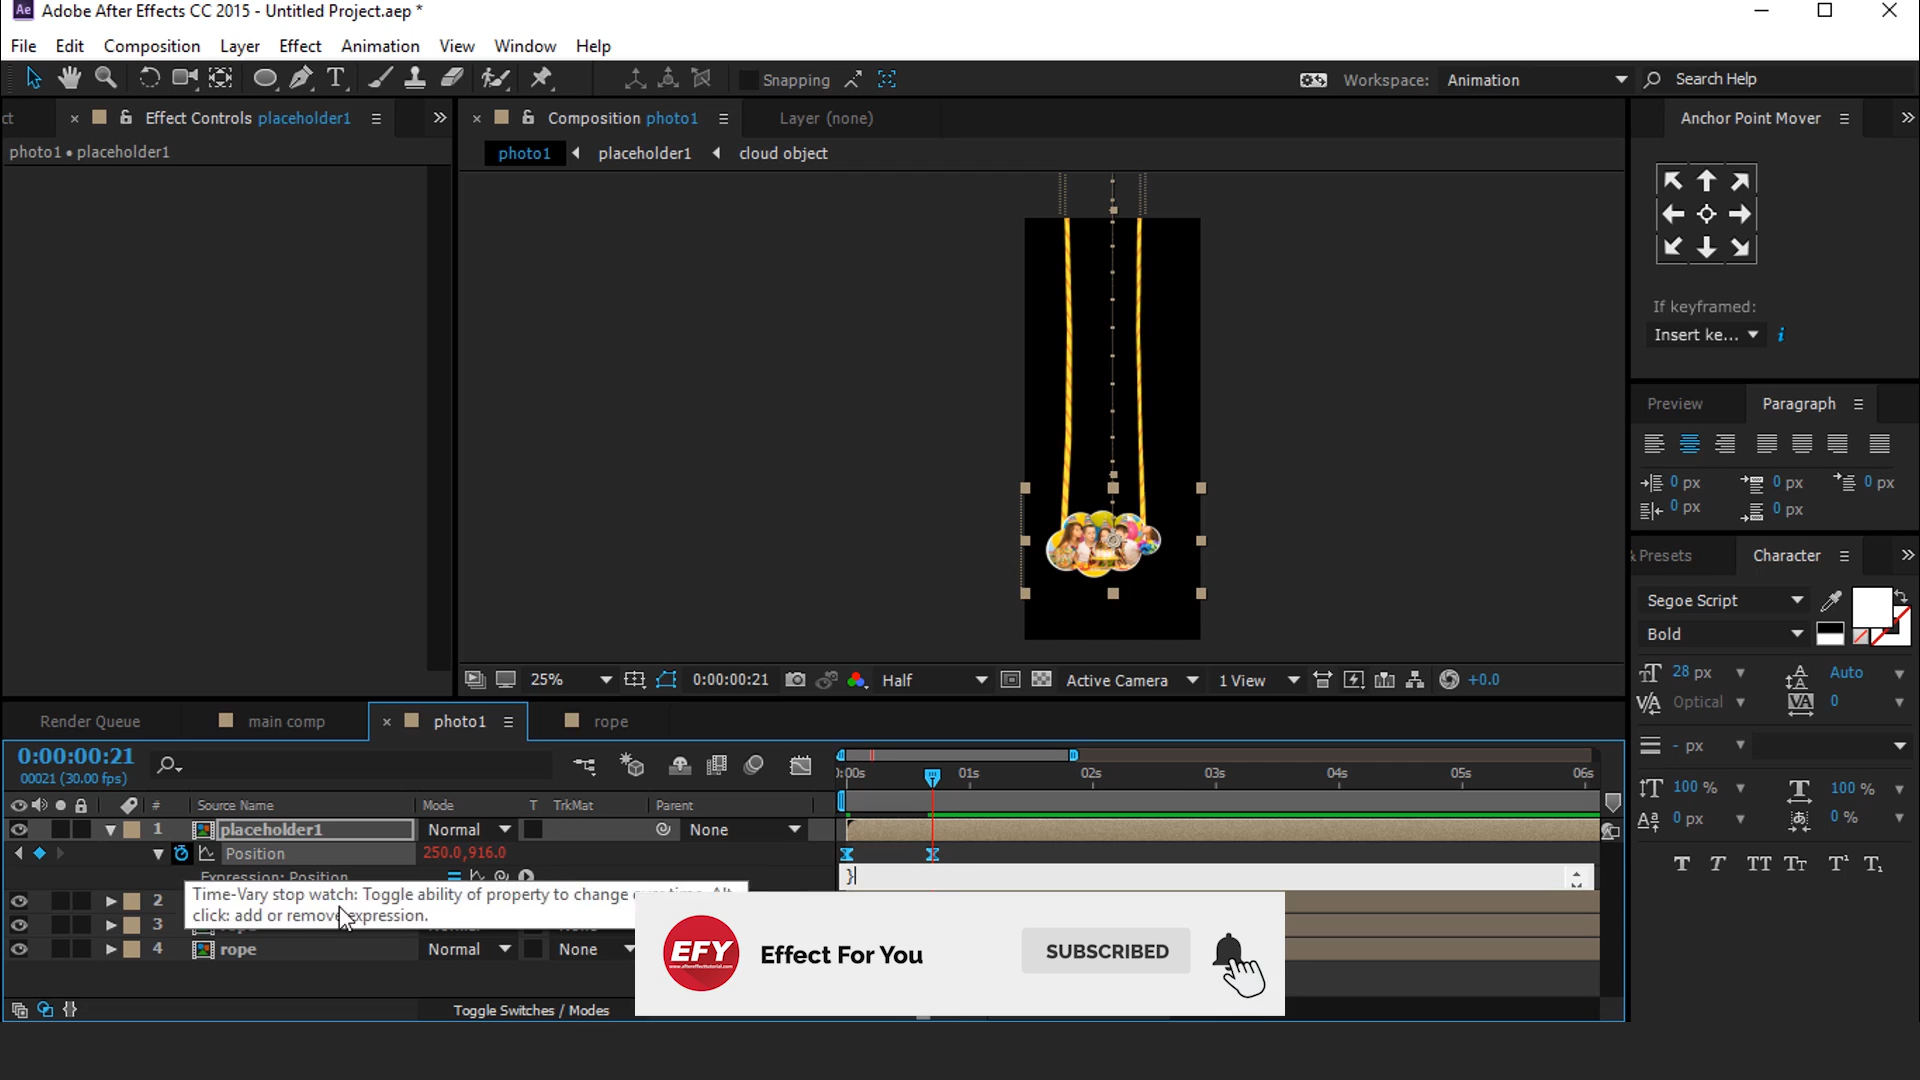 Ae Adobe After Effects CC 2015 - Untitled Project.aep *
File Edit Composition Layer Effect Animation View Window Help
T Snapping Workspace: Animation Search Help
ct × Effect Controls placeholder1 × Composition photo1 Layer (none) Anchor Point Mover
photo1 • placeholder1 photo1 placeholder1 cloud object
If keyframed:
Insert ke... i
Preview Paragraph
0 px 0 px 0 px
0 px 0 px
& Presets Character
Segoe Script
Bold
25% 0:00:00:21 Half Active Camera 1 View +0.0
28 px Auto
Optical 0
- px
100 % 100 %
0 px 0 %
T T TT Tт T¹ T₁
Render Queue main comp × photo1 rope
0:00:00:21
00021 (30.00 fps)
):00s 01s 02s 03s 04s 05s 06s
# Source Name Mode T TrkMat Parent
1 placeholder1 Normal None
Position 250.0,916.0
Expression: Position
}
Time-Vary stop watch: Toggle ability of property to change
click: add or remove expression.
2
3
4 rope Normal None
EFY
Effect For You SUBSCRIBED
Toggle Switches / Modes